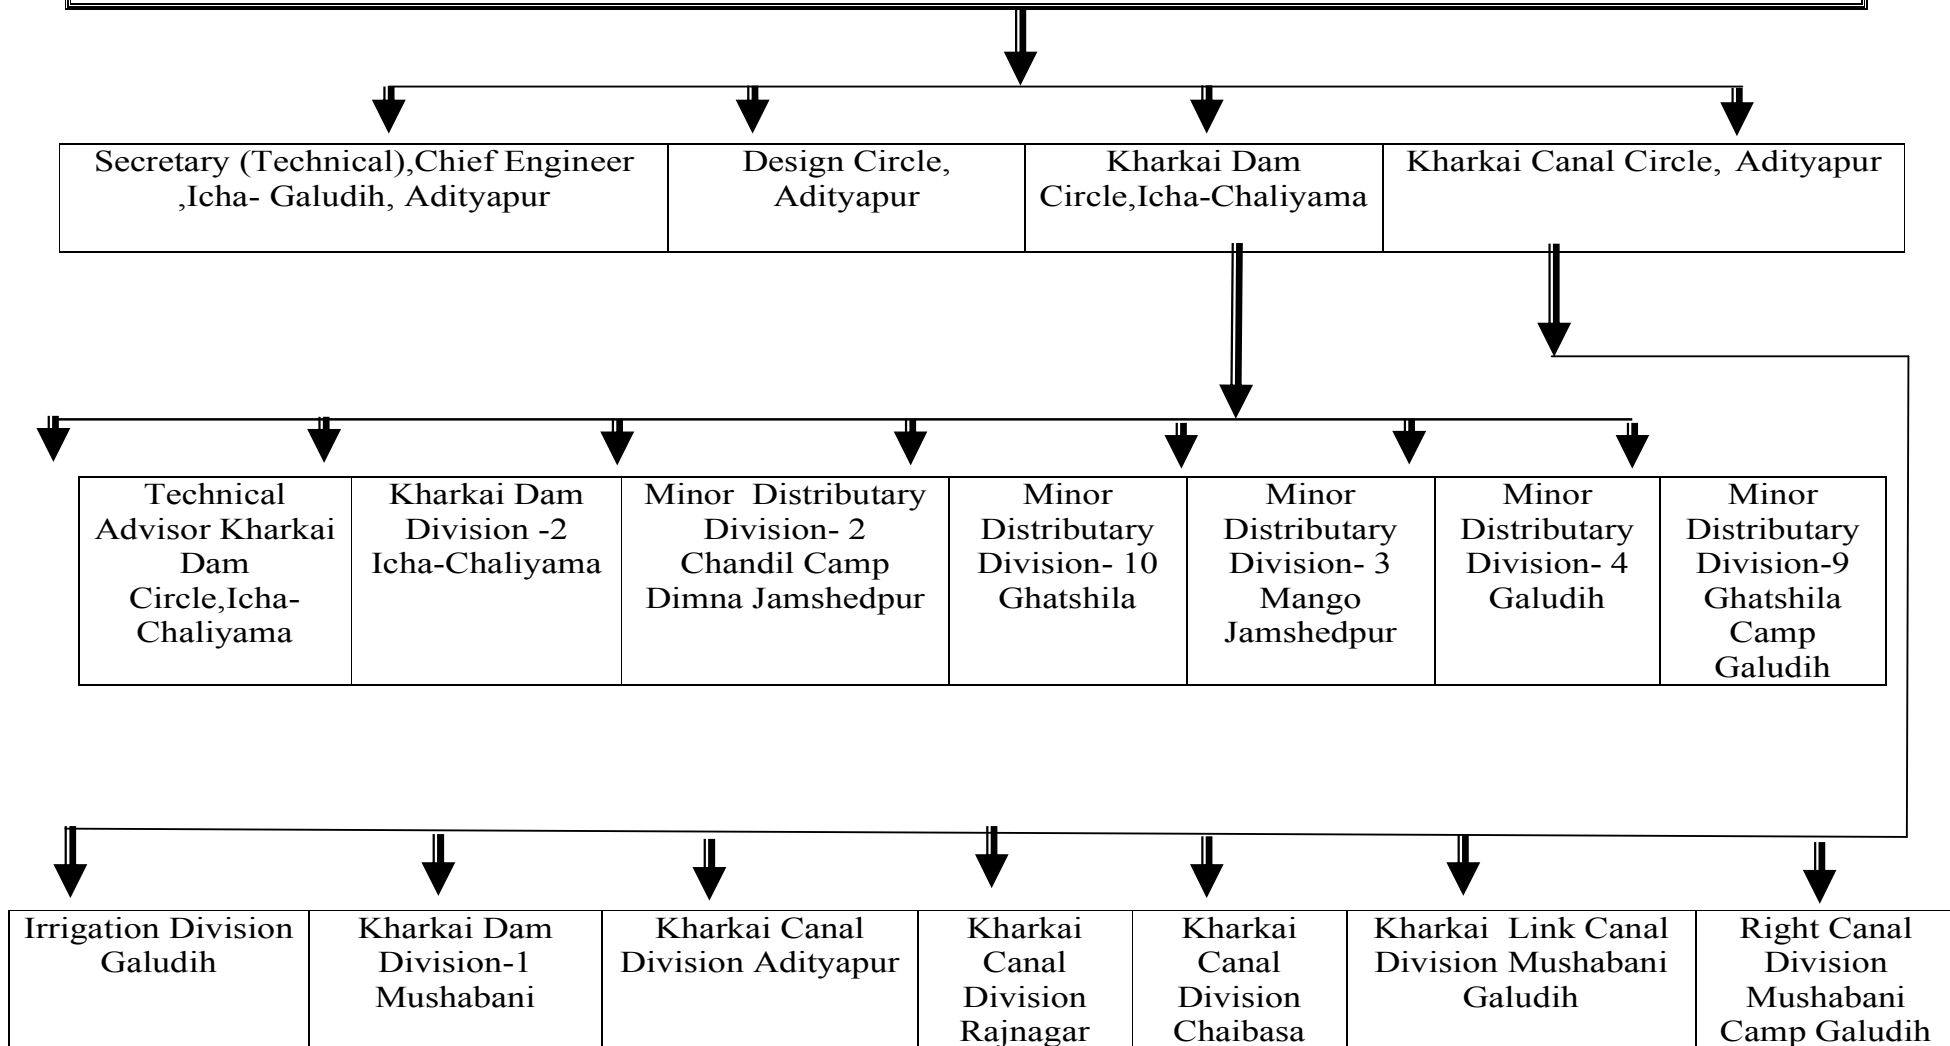 Secretary (Technical),Chief Engineer
,Icha- Galudih, Adityapur
Design Circle,
Adityapur
Kharkai Dam
Circle,Icha-Chaliyama
Kharkai Canal Circle, Adityapur
Technical
Advisor Kharkai
Dam
Circle,Icha-
Chaliyama
Kharkai Dam
Division -2
Icha-Chaliyama
Minor Distributary
Division- 2
Chandil Camp
Dimna Jamshedpur
Minor
Distributary
Division- 10
Ghatshila
Minor
Distributary
Division- 3
Mango
Jamshedpur
Minor
Distributary
Division- 4
Galudih
Minor
Distributary
Division-9
Ghatshila
Camp
Galudih
Irrigation Division
Galudih
Kharkai Dam
Division-1
Mushabani
Kharkai Canal
Division Adityapur
Kharkai
Canal
Division
Rajnagar
Kharkai
Canal
Division
Chaibasa
Kharkai Link Canal
Division Mushabani
Galudih
Right Canal
Division
Mushabani
Camp Galudih